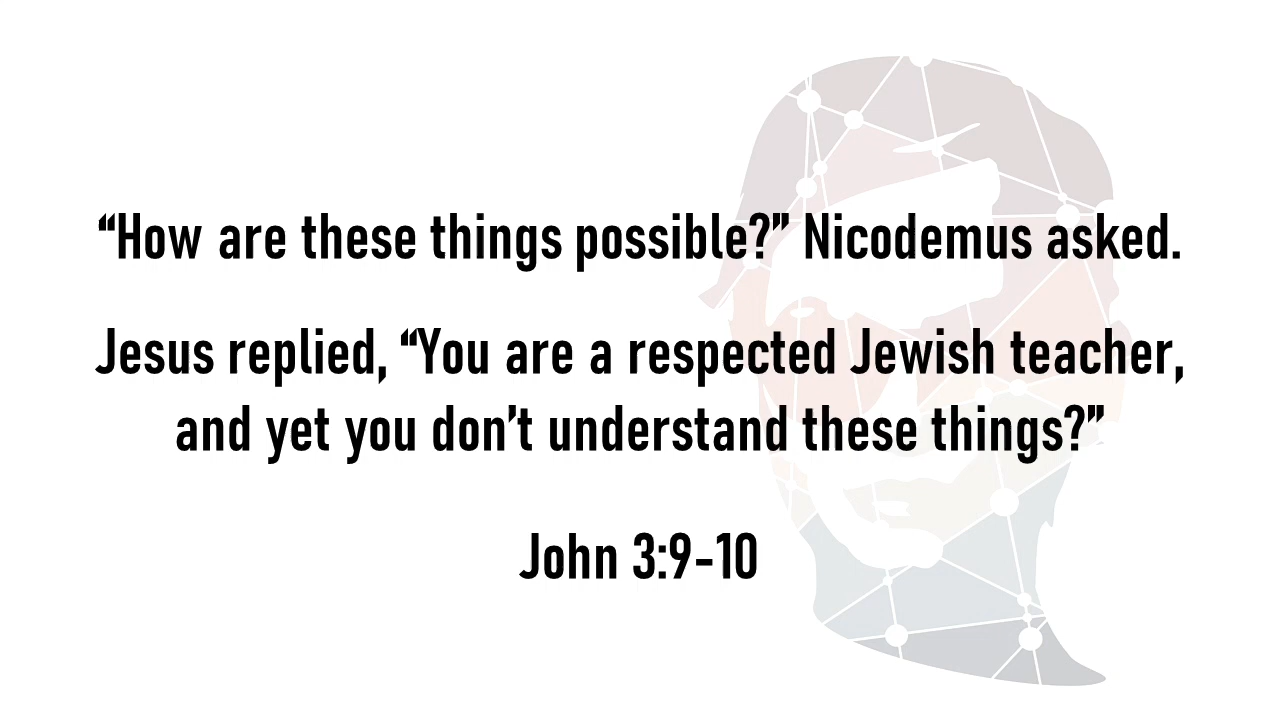 “How are these things possible?” Nicodemus asked.
Jesus replied, “You are a respected Jewish teacher,
and yet you don’t understand these things?”
John 3:9-10